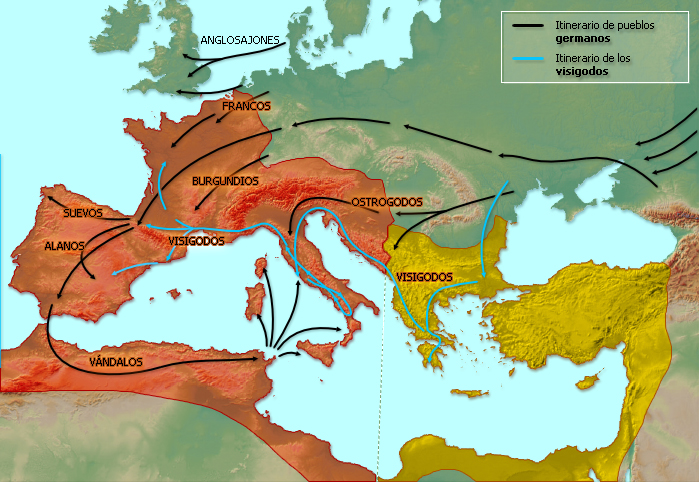 Itinerario de pueblos
germanos
Itinerario de los
visigodos
ANGLOSAJONES
FRANCOS
BURGUNDIOS
OSTROGODOS
SUEVOS
ALANOS
VISIGODOS
VISIGODOS
VÁNDALOS